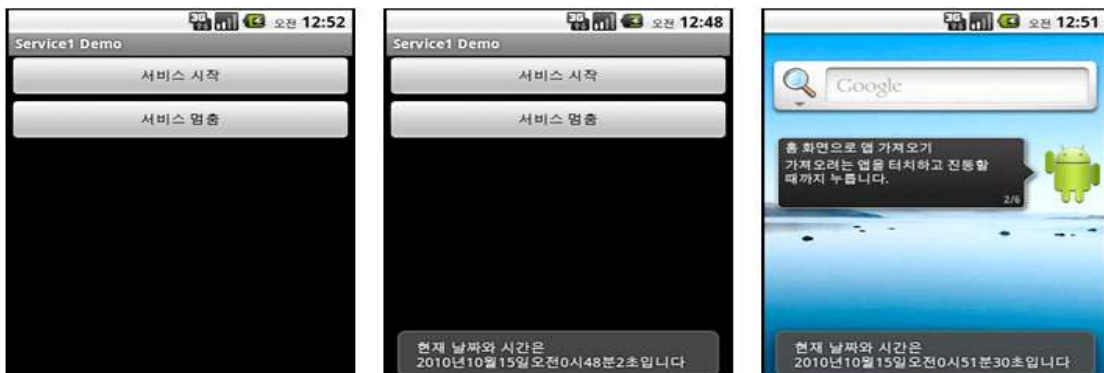 3G
오전 12:52
Service1 Demo
서비스 시작
서비스 멈춤
3G
오전 12:48
Service1 Demo
서비스 시작
서비스 멈춤
현재 날짜와 시간은
2010년10월15일오전0시48분2초입니다
3G
오전 12:51
Google
홈 화면으로 앱 가져오기
가져오려는 앱을 터치하고 진동할
때까지 누릅니다.
2/6
현재 날짜와 시간은
2010년10월15일오전0시51분30초입니다